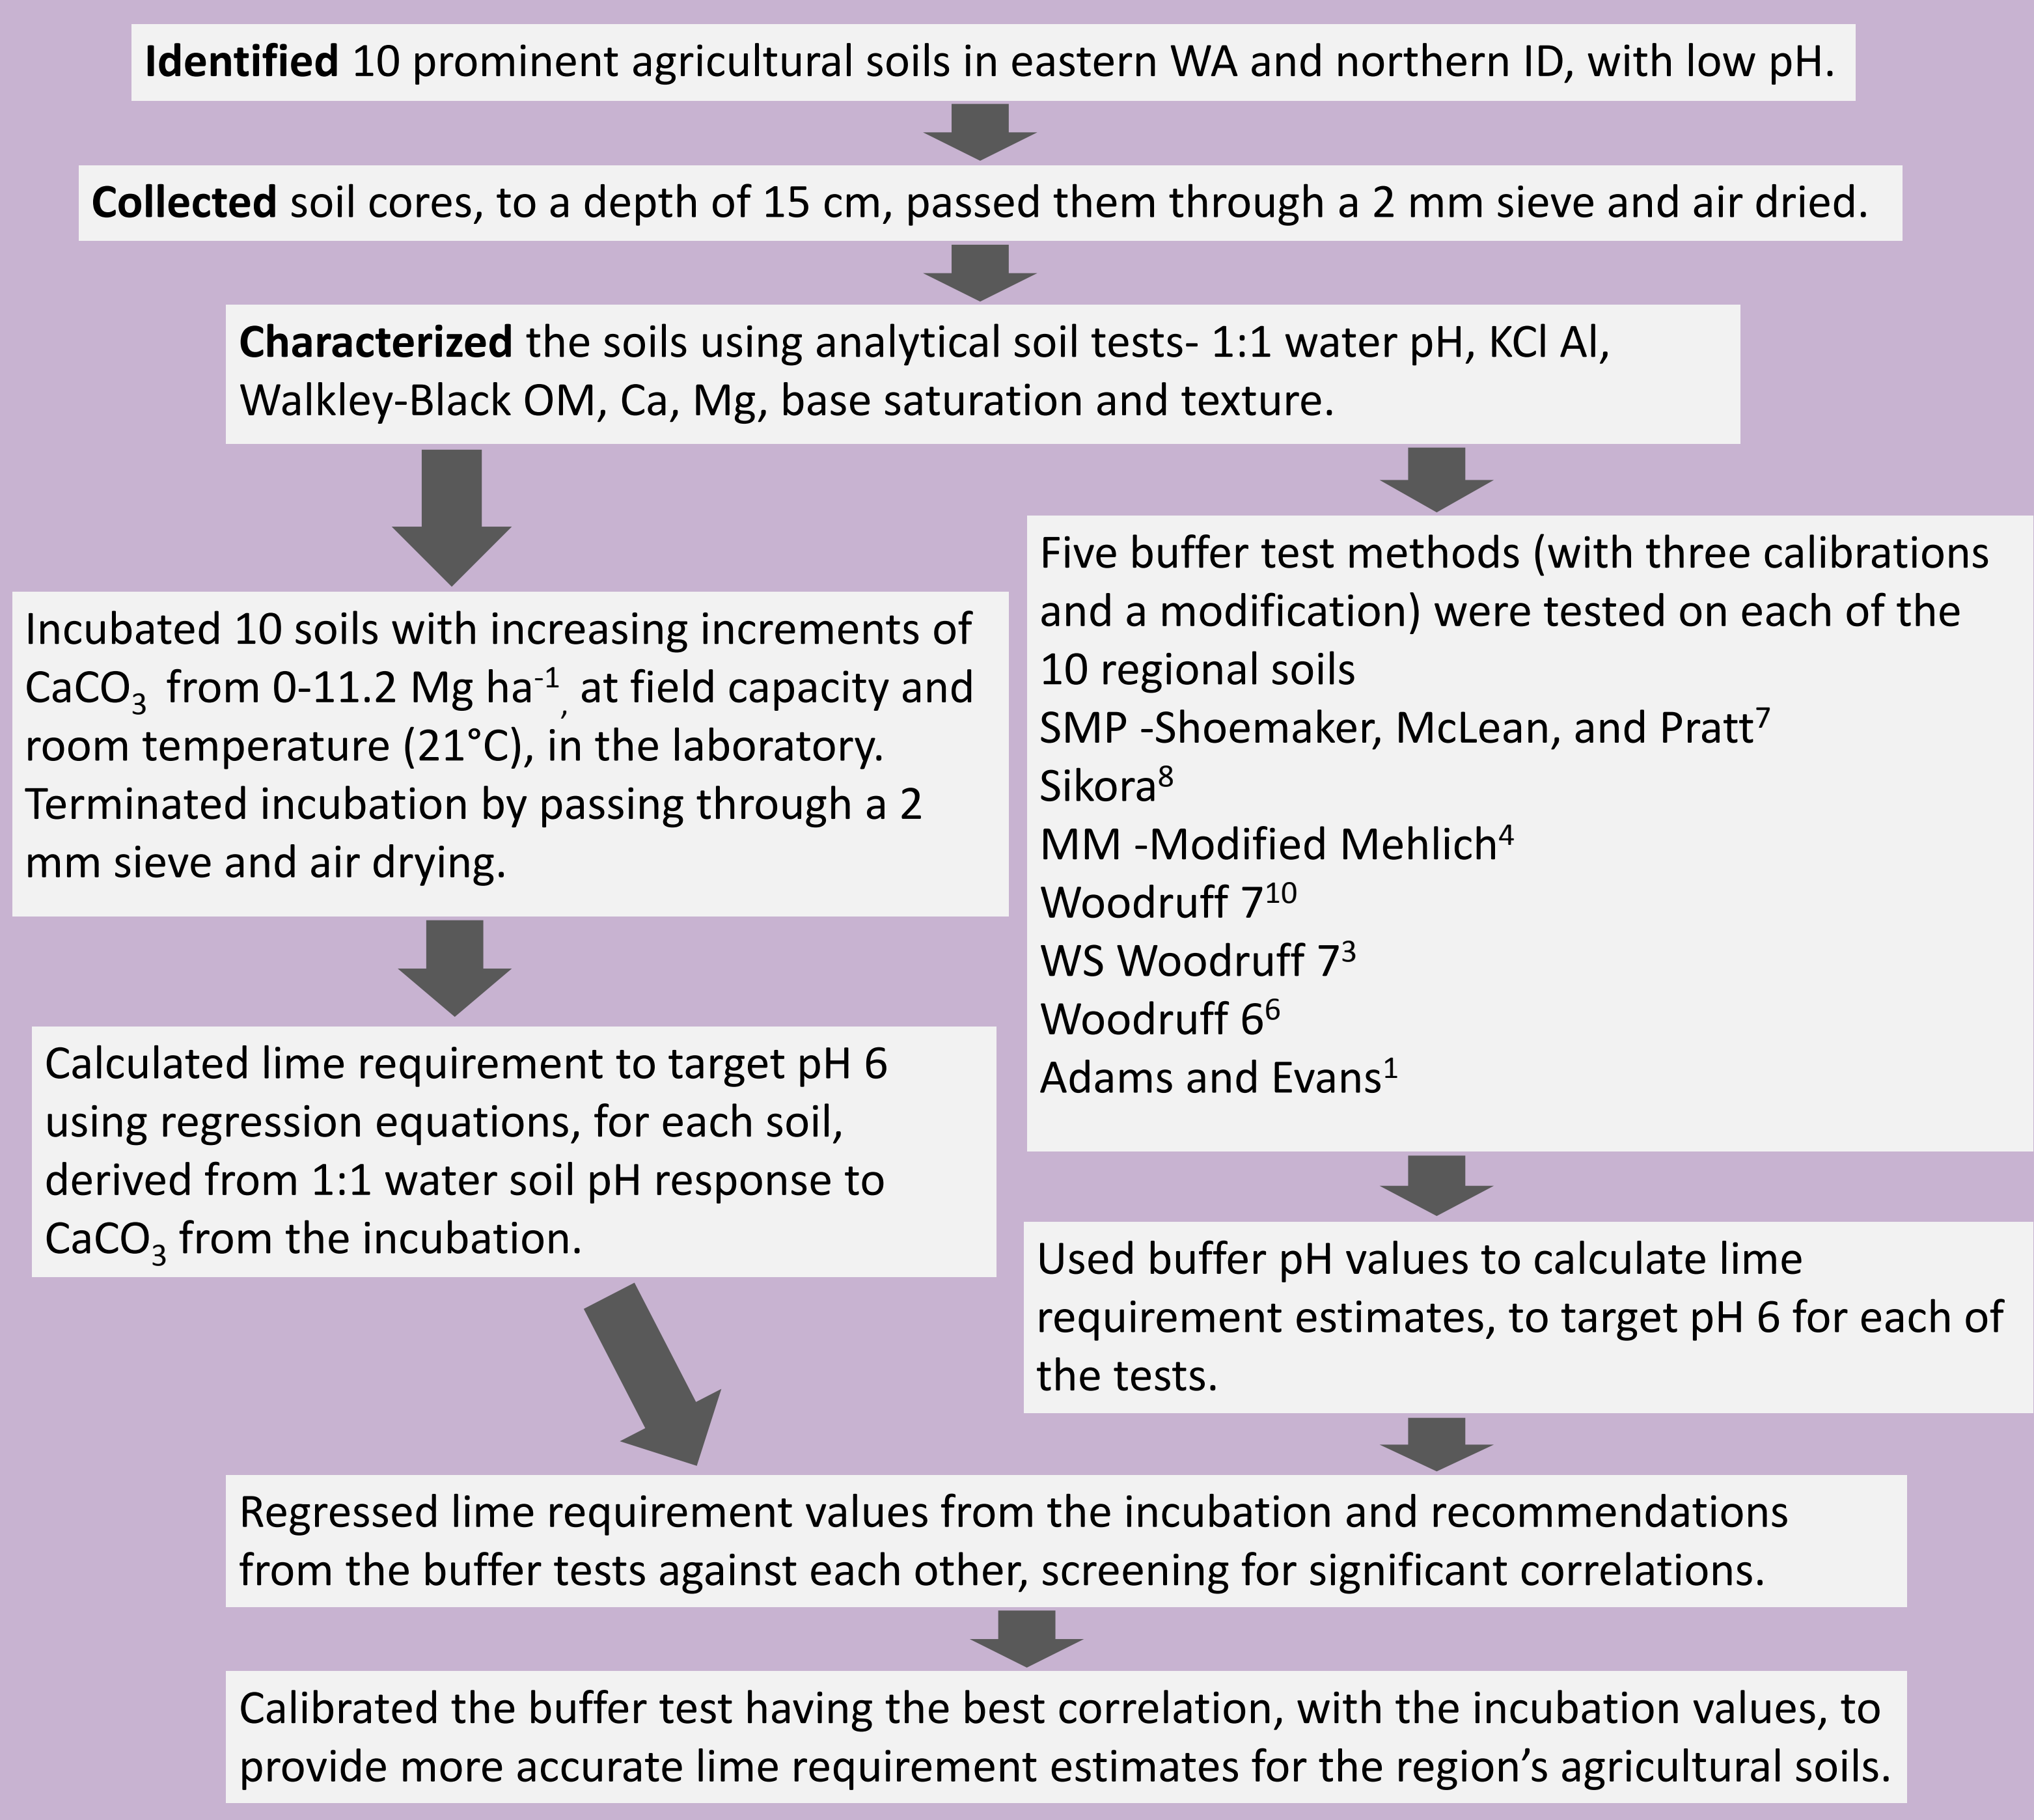 Identified 10 prominent agricultural soils in eastern WA and northern ID, with low pH.
Collected soil cores, to a depth of 15 cm, passed them through a 2 mm sieve and air dried.
Characterized the soils using analytical soil tests- 1:1 water pH, KCl Al,
Walkley-Black OM, Ca, Mg, base saturation and texture.
Incubated 10 soils with increasing increments of
CaCO₃ from 0-11.2 Mg ha⁻¹, at field capacity and
room temperature (21°C), in the laboratory.
Terminated incubation by passing through a 2
mm sieve and air drying.
Calculated lime requirement to target pH 6
using regression equations, for each soil,
derived from 1:1 water soil pH response to
CaCO₃ from the incubation.
Five buffer test methods (with three calibrations
and a modification) were tested on each of the
10 regional soils
SMP -Shoemaker, McLean, and Pratt⁷
Sikora⁸
MM -Modified Mehlich⁴
Woodruff 7¹⁰
WS Woodruff 7³
Woodruff 6⁶
Adams and Evans¹
Used buffer pH values to calculate lime
requirement estimates, to target pH 6 for each of
the tests.
Regressed lime requirement values from the incubation and recommendations
from the buffer tests against each other, screening for significant correlations.
Calibrated the buffer test having the best correlation, with the incubation values, to
provide more accurate lime requirement estimates for the region's agricultural soils.